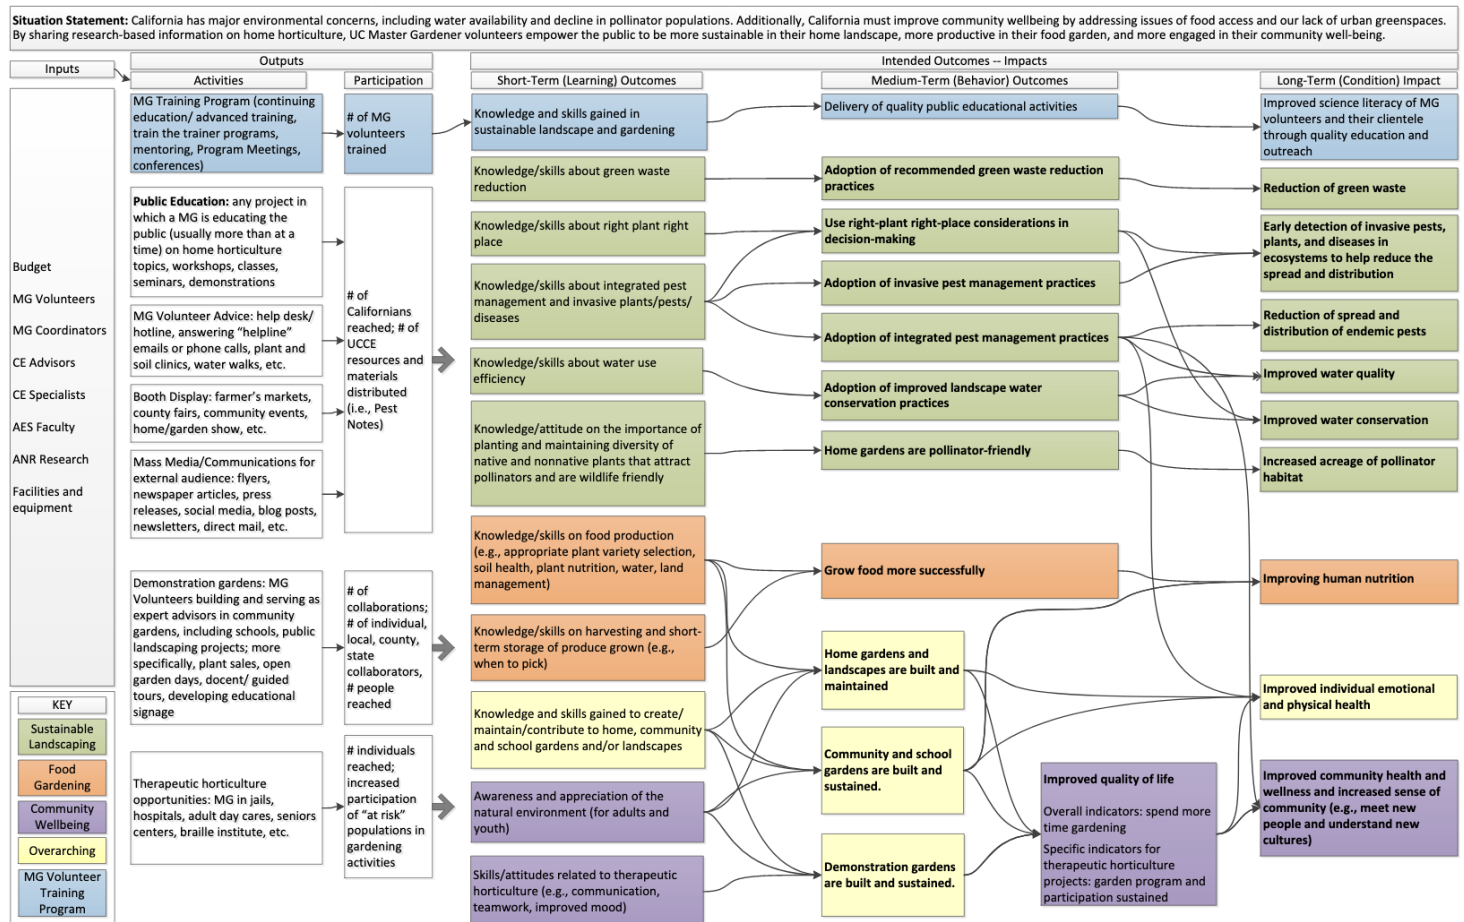 Situation Statement: California has major environmental concerns, including water availability and decline in pollinator populations. Additionally, California must improve community wellbeing by addressing issues of food access and our lack of urban greenspaces.
By sharing research-based information on home horticulture, UC Master Gardener volunteers empower the public to be more sustainable in their home landscape, more productive in their food garden, and more engaged in their community well-being.
Inputs
Outputs
Intended Outcomes -- Impacts
Activities
Participation
Short-Term (Learning) Outcomes
Medium-Term (Behavior) Outcomes
Long-Term (Condition) Impact
Budget
MG Volunteers
MG Coordinators
CE Advisors
CE Specialists
AES Faculty
ANR Research
Facilities and
equipment
KEY
Sustainable
Landscaping
Food
Gardening
Community
Wellbeing
Overarching
MG Volunteer
Training
Program
MG Training Program (continuing
education/ advanced training,
train the trainer programs,
mentoring, Program Meetings,
conferences)
Public Education: any project in
which a MG is educating the
public (usually more than at a
time) on home horticulture
topics, workshops, classes,
seminars, demonstrations
MG Volunteer Advice: help desk/
hotline, answering “helpline”
emails or phone calls, plant and
soil clinics, water walks, etc.
Booth Display: farmer’s markets,
county fairs, community events,
home/garden show, etc.
Mass Media/Communications for
external audience: flyers,
newspaper articles, press
releases, social media, blog posts,
newsletters, direct mail, etc.
Demonstration gardens: MG
Volunteers building and serving as
expert advisors in community
gardens, including schools, public
landscaping projects; more
specifically, plant sales, open
garden days, docent/ guided
tours, developing educational
signage
Therapeutic horticulture
opportunities: MG in jails,
hospitals, adult day cares, seniors
centers, braille institute, etc.
# of MG
volunteers
trained
# of
Californians
reached; # of
UCCE
resources and
materials
distributed
(i.e., Pest
Notes)
# of
collaborations;
# of individual,
local, county,
state
collaborators,
# people
reached
# individuals
reached;
increased
participation
of “at risk”
populations in
gardening
activities
Knowledge and skills gained in
sustainable landscape and gardening
Knowledge/skills about green waste
reduction
Knowledge/skills about right plant right
place
Knowledge/skills about integrated pest
management and invasive plants/pests/
diseases
Knowledge/skills about water use
efficiency
Knowledge/attitude on the importance of
planting and maintaining diversity of
native and nonnative plants that attract
pollinators and are wildlife friendly
Knowledge/skills on food production
(e.g., appropriate plant variety selection,
soil health, plant nutrition, water, land
management)
Knowledge/skills on harvesting and short-
term storage of produce grown (e.g.,
when to pick)
Knowledge and skills gained to create/
maintain/contribute to home, community
and school gardens and/or landscapes
Awareness and appreciation of the
natural environment (for adults and
youth)
Skills/attitudes related to therapeutic
horticulture (e.g., communication,
teamwork, improved mood)
Delivery of quality public educational activities
Adoption of recommended green waste reduction
practices
Use right-plant right-place considerations in
decision-making
Adoption of invasive pest management practices
Adoption of integrated pest management practices
Adoption of improved landscape water
conservation practices
Home gardens are pollinator-friendly
Grow food more successfully
Home gardens and
landscapes are built and
maintained
Community and school
gardens are built and
sustained.
Demonstration gardens
are built and sustained.
Improved quality of life
Overall indicators: spend more
time gardening
Specific indicators for
therapeutic horticulture
projects: garden program and
participation sustained
Improved science literacy of MG
volunteers and their clientele
through quality education and
outreach
Reduction of green waste
Early detection of invasive pests,
plants, and diseases in
ecosystems to help reduce the
spread and distribution
Reduction of spread and
distribution of endemic pests
Improved water quality
Improved water conservation
Increased acreage of pollinator
habitat
Improving human nutrition
Improved individual emotional
and physical health
Improved community health and
wellness and increased sense of
community (e.g., meet new
people and understand new
cultures)